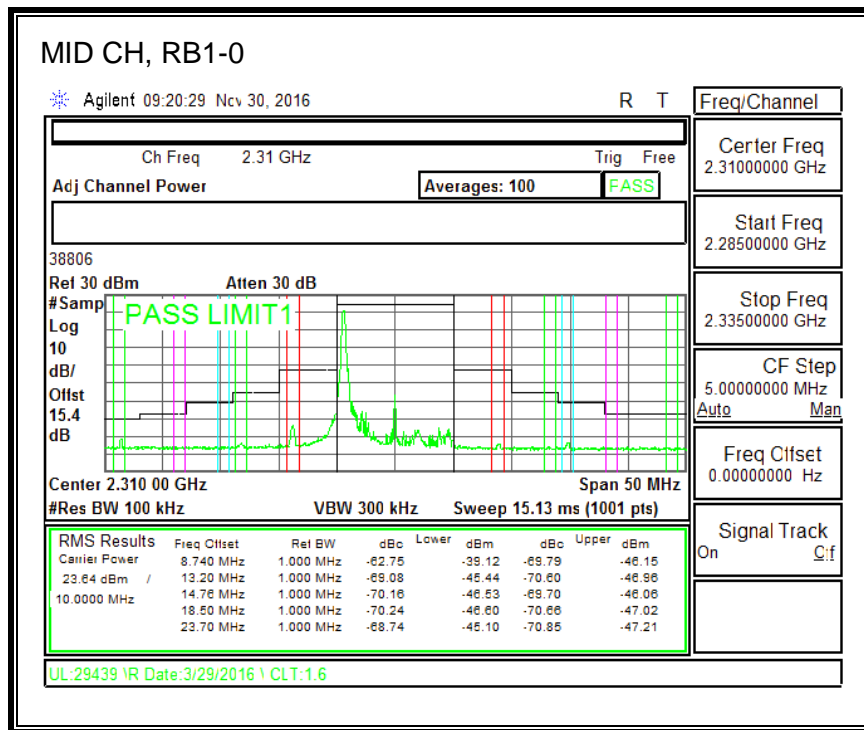 MID CH, RB1-0
Agilent 09:20:29 Nov 30, 2016 R T
Freq/Channel
Ch Freq 2.31 GHz Trig Free
Adj Channel Power Averages: 100 PASS
Center Freq
2.31000000 GHz
Start Freq
2.28500000 GHz
Stop Freq
2.33500000 GHz
CF Step
5.00000000 MHz
Auto Man
Freq Offset
0.00000000 Hz
Signal Track
On Off
38806
Ref 30 dBm Atten 30 dB
#Samp
Log
10
dB/
Offst
15.4
dB
PASS LIMIT1
Center 2.310 00 GHz Span 50 MHz
#Res BW 100 kHz VBW 300 kHz Sweep 15.13 ms (1001 pts)
RMS Results Freq Offset Ref BW dBc Lower dBm dBc Upper dBm
Carrier Power 8.740 MHz 1.000 MHz -62.75 -39.12 -69.79 -46.15
23.64 dBm / 13.20 MHz 1.000 MHz -69.08 -45.44 -70.60 -46.96
10.0000 MHz 14.76 MHz 1.000 MHz -70.16 -46.53 -69.70 -46.06
18.50 MHz 1.000 MHz -70.24 -46.60 -70.66 -47.02
23.70 MHz 1.000 MHz -68.74 -45.10 -70.85 -47.21
UL:29439 \R Date:3/29/2016 \ CLT:1.6